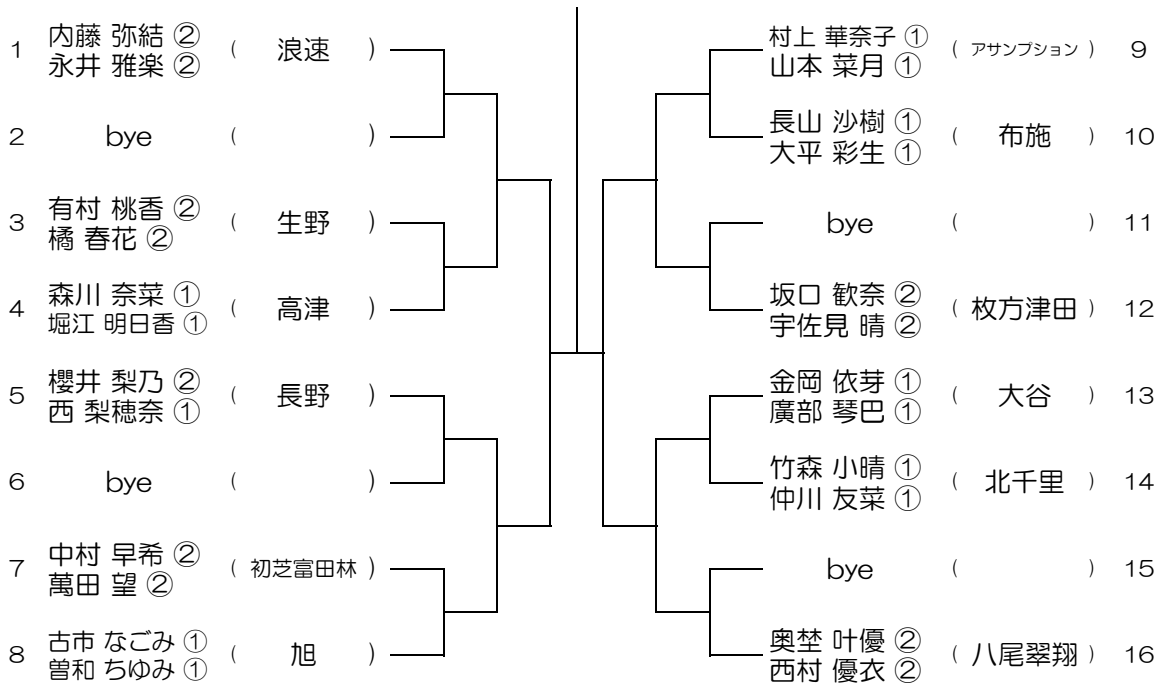 1 内藤 弥結 ② ( 浪速 )
永井 雅楽 ②
2 bye ( )
3 有村 桃香 ② ( 生野 )
橘 春花 ②
4 森川 奈菜 ① ( 高津 )
堀江 明日香 ①
5 櫻井 梨乃 ② ( 長野 )
西 梨穂奈 ①
6 bye ( )
7 中村 早希 ② ( 初芝富田林 )
萬田 望 ②
8 古市 なごみ ① ( 旭 )
曽和 ちゆみ ①
村上 華奈子 ① ( アサンプション ) 9
山本 菜月 ①
長山 沙樹 ① ( 布施 ) 10
大平 彩生 ①
bye ( ) 11
坂口 歓奈 ② ( 枚方津田 ) 12
宇佐見 晴 ②
金岡 依芽 ① ( 大谷 ) 13
廣部 琴巴 ①
竹森 小晴 ① ( 北千里 ) 14
仲川 友菜 ①
bye ( ) 15
奥埜 叶優 ② ( 八尾翠翔 ) 16
西村 優衣 ②